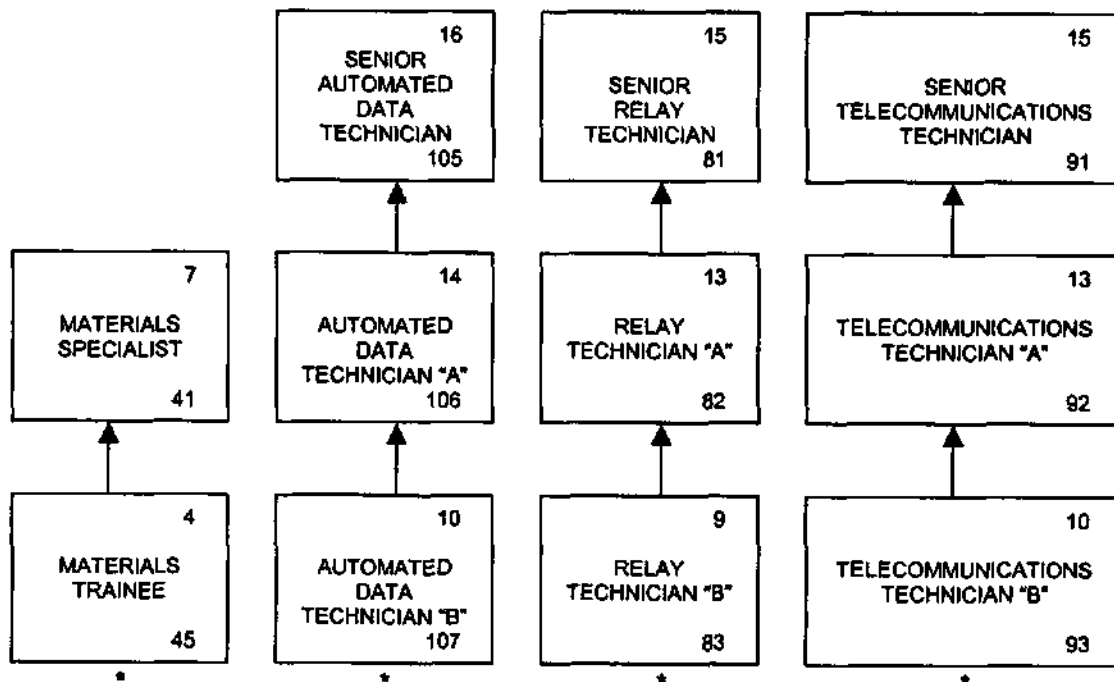 16
SENIOR
AUTOMATED
DATA
TECHNICIAN
105
15
SENIOR
RELAY
TECHNICIAN
81
15
SENIOR
TELECOMMUNICATIONS
TECHNICIAN
91
7
MATERIALS
SPECIALIST
41
14
AUTOMATED
DATA
TECHNICIAN "A"
106
13
RELAY
TECHNICIAN "A"
82
13
TELECOMMUNICATIONS
TECHNICIAN "A"
92
4
MATERIALS
TRAINEE
45
*
10
AUTOMATED
DATA
TECHNICIAN "B"
107
*
9
RELAY
TECHNICIAN "B"
83
*
10
TELECOMMUNICATIONS
TECHNICIAN "B"
93
*